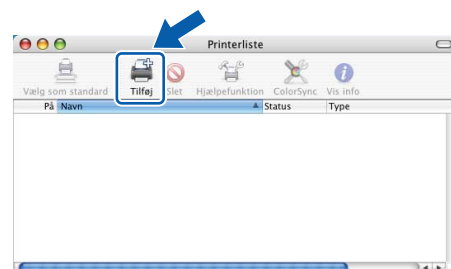 Printerliste
Vælg som standard Tilføj Slet Hjælpefunktion ColorSync Vis info
På Navn Status Type